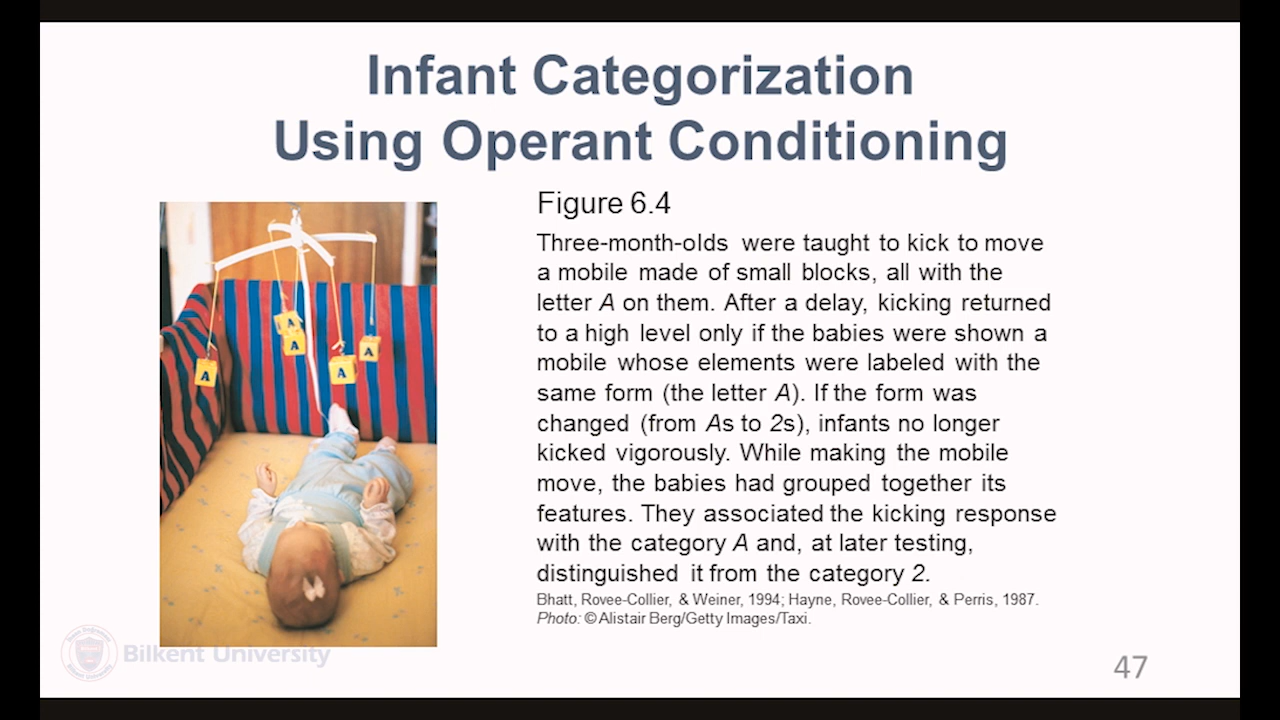 Infant Categorization
Using Operant Conditioning
Figure 6.4
Three-month-olds were taught to kick to move
a mobile made of small blocks, all with the
letter A on them. After a delay, kicking returned
to a high level only if the babies were shown a
mobile whose elements were labeled with the
same form (the letter A). If the form was
changed (from As to 2s), infants no longer
kicked vigorously. While making the mobile
move, the babies had grouped together its
features. They associated the kicking response
with the category A and, at later testing,
distinguished it from the category 2.
Bhatt, Rovee-Collier, & Weiner, 1994; Hayne, Rovee-Collier, & Perris, 1987.
Photo: © Alistair Berg/Getty Images/Taxi.
A
A
A
A
A
Bilkent University
47